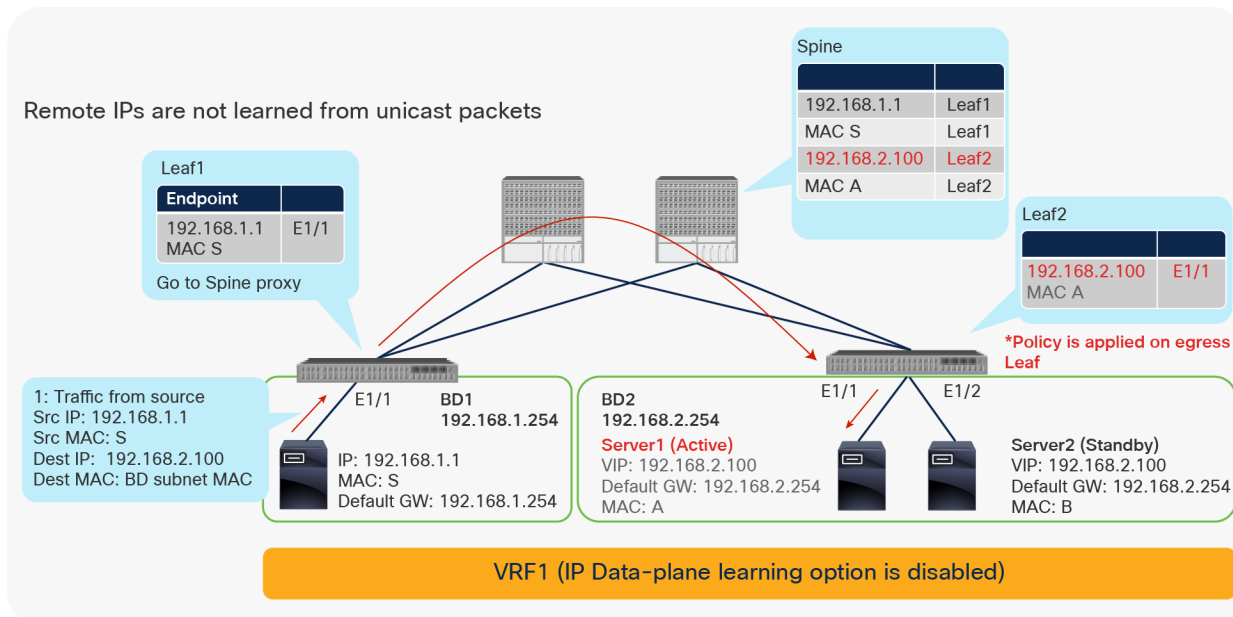 Remote IPs are not learned from unicast packets
Spine
192.168.1.1 Leaf1
MAC S Leaf1
192.168.2.100 Leaf2
MAC A Leaf2
Leaf1
Endpoint
192.168.1.1 E1/1
MAC S
Go to Spine proxy
Leaf2
192.168.2.100 E1/1
MAC A
*Policy is applied on egress
Leaf
1: Traffic from source
Src IP: 192.168.1.1
Src MAC: S
Dest IP: 192.168.2.100
Dest MAC: BD subnet MAC
E1/1
BD1
192.168.1.254
IP: 192.168.1.1
MAC: S
Default GW: 192.168.1.254
E1/1 E1/2
BD2
192.168.2.254
Server1 (Active)
VIP: 192.168.2.100
Default GW: 192.168.2.254
MAC: A
Server2 (Standby)
VIP: 192.168.2.100
Default GW: 192.168.2.254
MAC: B
VRF1 (IP Data-plane learning option is disabled)